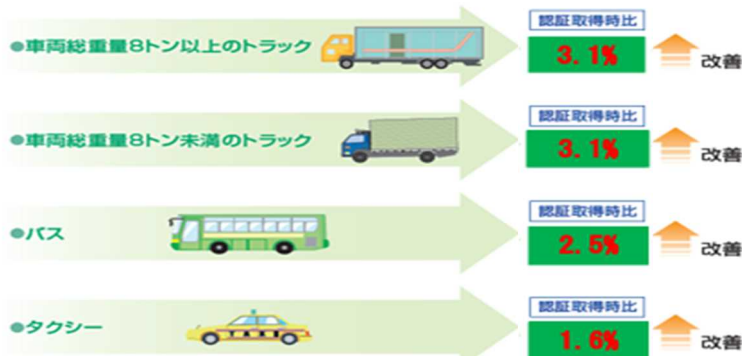 認証取得時比
●車両総重量8トン以上のトラック
3.1%
改善
認証取得時比
●車両総重量8トン未満のトラック
3.1%
改善
認証取得時比
●バス
2.5%
改善
認証取得時比
●タクシー
1.6%
改善